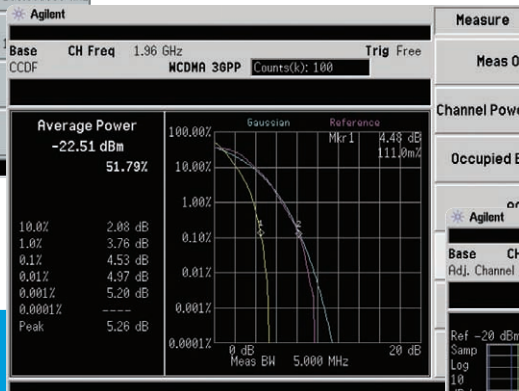 Agilent
Measure
Base CH Freq 1.96 GHz Trig Free
CCDF WCDMA 3GPP Counts(k): 100
Meas O
Channel Powe
Occupied B
Average Power
-22.51 dBm
51.79%
10.0% 2.08 dB
1.0% 3.76 dB
0.1% 4.53 dB
0.01% 4.97 dB
0.001% 5.20 dB
0.0001% ----
Peak 5.26 dB
Gaussian Reference
Mkr1 4.48 dB
111.0m%
100.00%
10.00%
1.00%
0.10%
0.01%
0.001%
0.0001%
1 2
0 dB 20 dB
Meas BW 5.000 MHz
Agilent
Base CH
Adj. Channel
Ref -20 dBm
Samp
Log
10